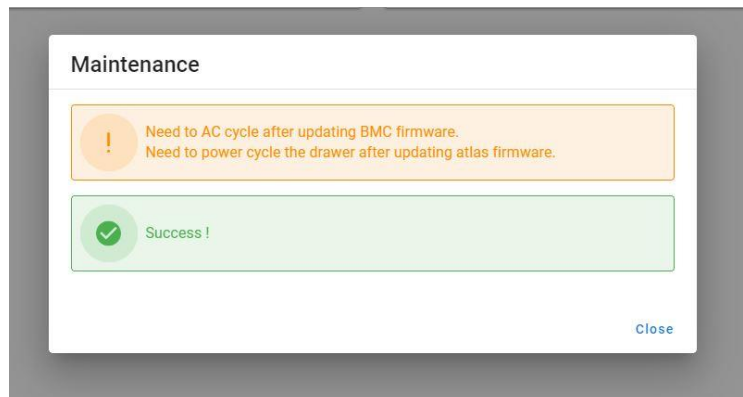 Maintenance
Need to AC cycle after updating BMC firmware.
Need to power cycle the drawer after updating atlas firmware.
Success !
Close